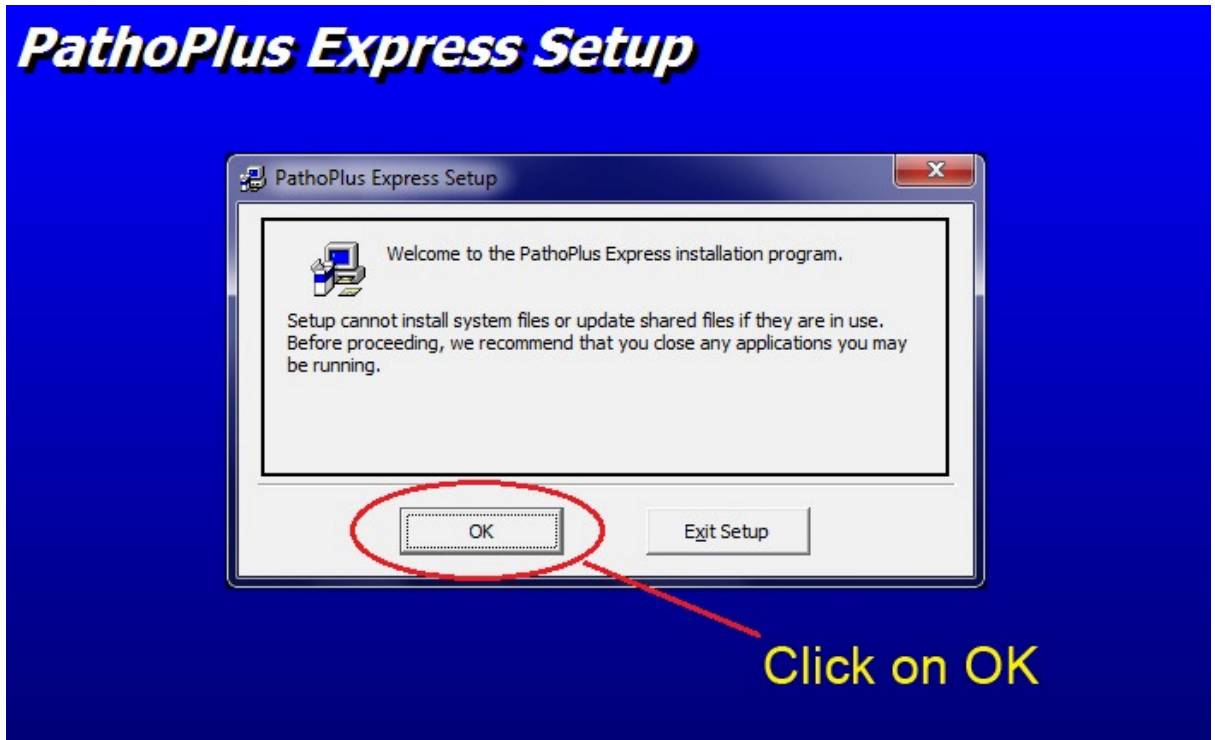 PathoPlus Express Setup
PathoPlus Express Setup
Welcome to the PathoPlus Express installation program.
Setup cannot install system files or update shared files if they are in use.
Before proceeding, we recommend that you close any applications you may
be running.
OK
Exit Setup
Click on OK